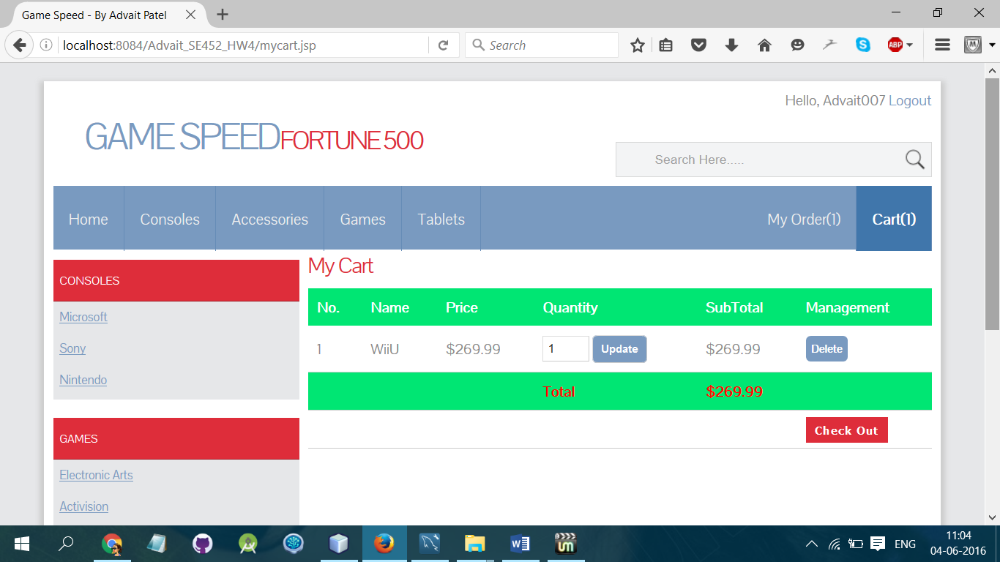 Game Speed - By Advait Patel
localhost:8084/Advait_SE452_HW4/mycart.jsp
Search
ABP
Hello, Advait007 Logout
GAME SPEEDFORTUNE 500
Search Here.....
Home Consoles Accessories Games Tablets My Order(1) Cart(1)
CONSOLES
Microsoft
Sony
Nintendo
GAMES
Electronic Arts
Activision
My Cart
No. Name Price Quantity SubTotal Management
1 WiiU $269.99 1 Update $269.99 Delete
Total $269.99
Check Out
ENG
11:04
04-06-2016